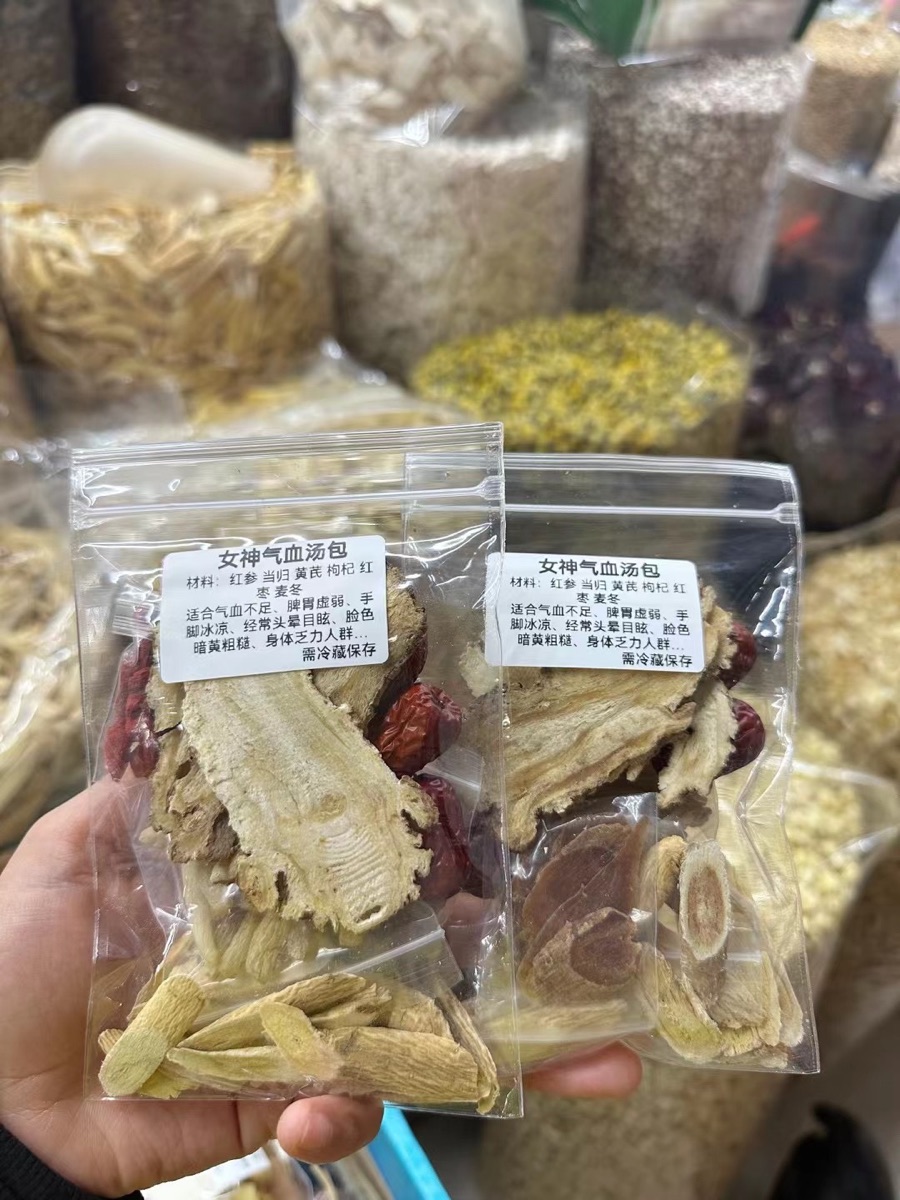 女神气血汤包
材料：红参 当归 黄芪 枸杞 红
枣 麦冬
适合气血不足、脾胃虚弱、手
脚冰凉、经常头晕目眩、脸色
暗黄粗糙、身体乏力人群...
需冷藏保存
女神气血汤包
材料：红参 当归 黄芪 枸杞 红
枣 麦冬
适合气血不足、脾胃虚弱、手
脚冰凉、经常头晕目眩、脸色
暗黄粗糙、身体乏力人群...
需冷藏保存